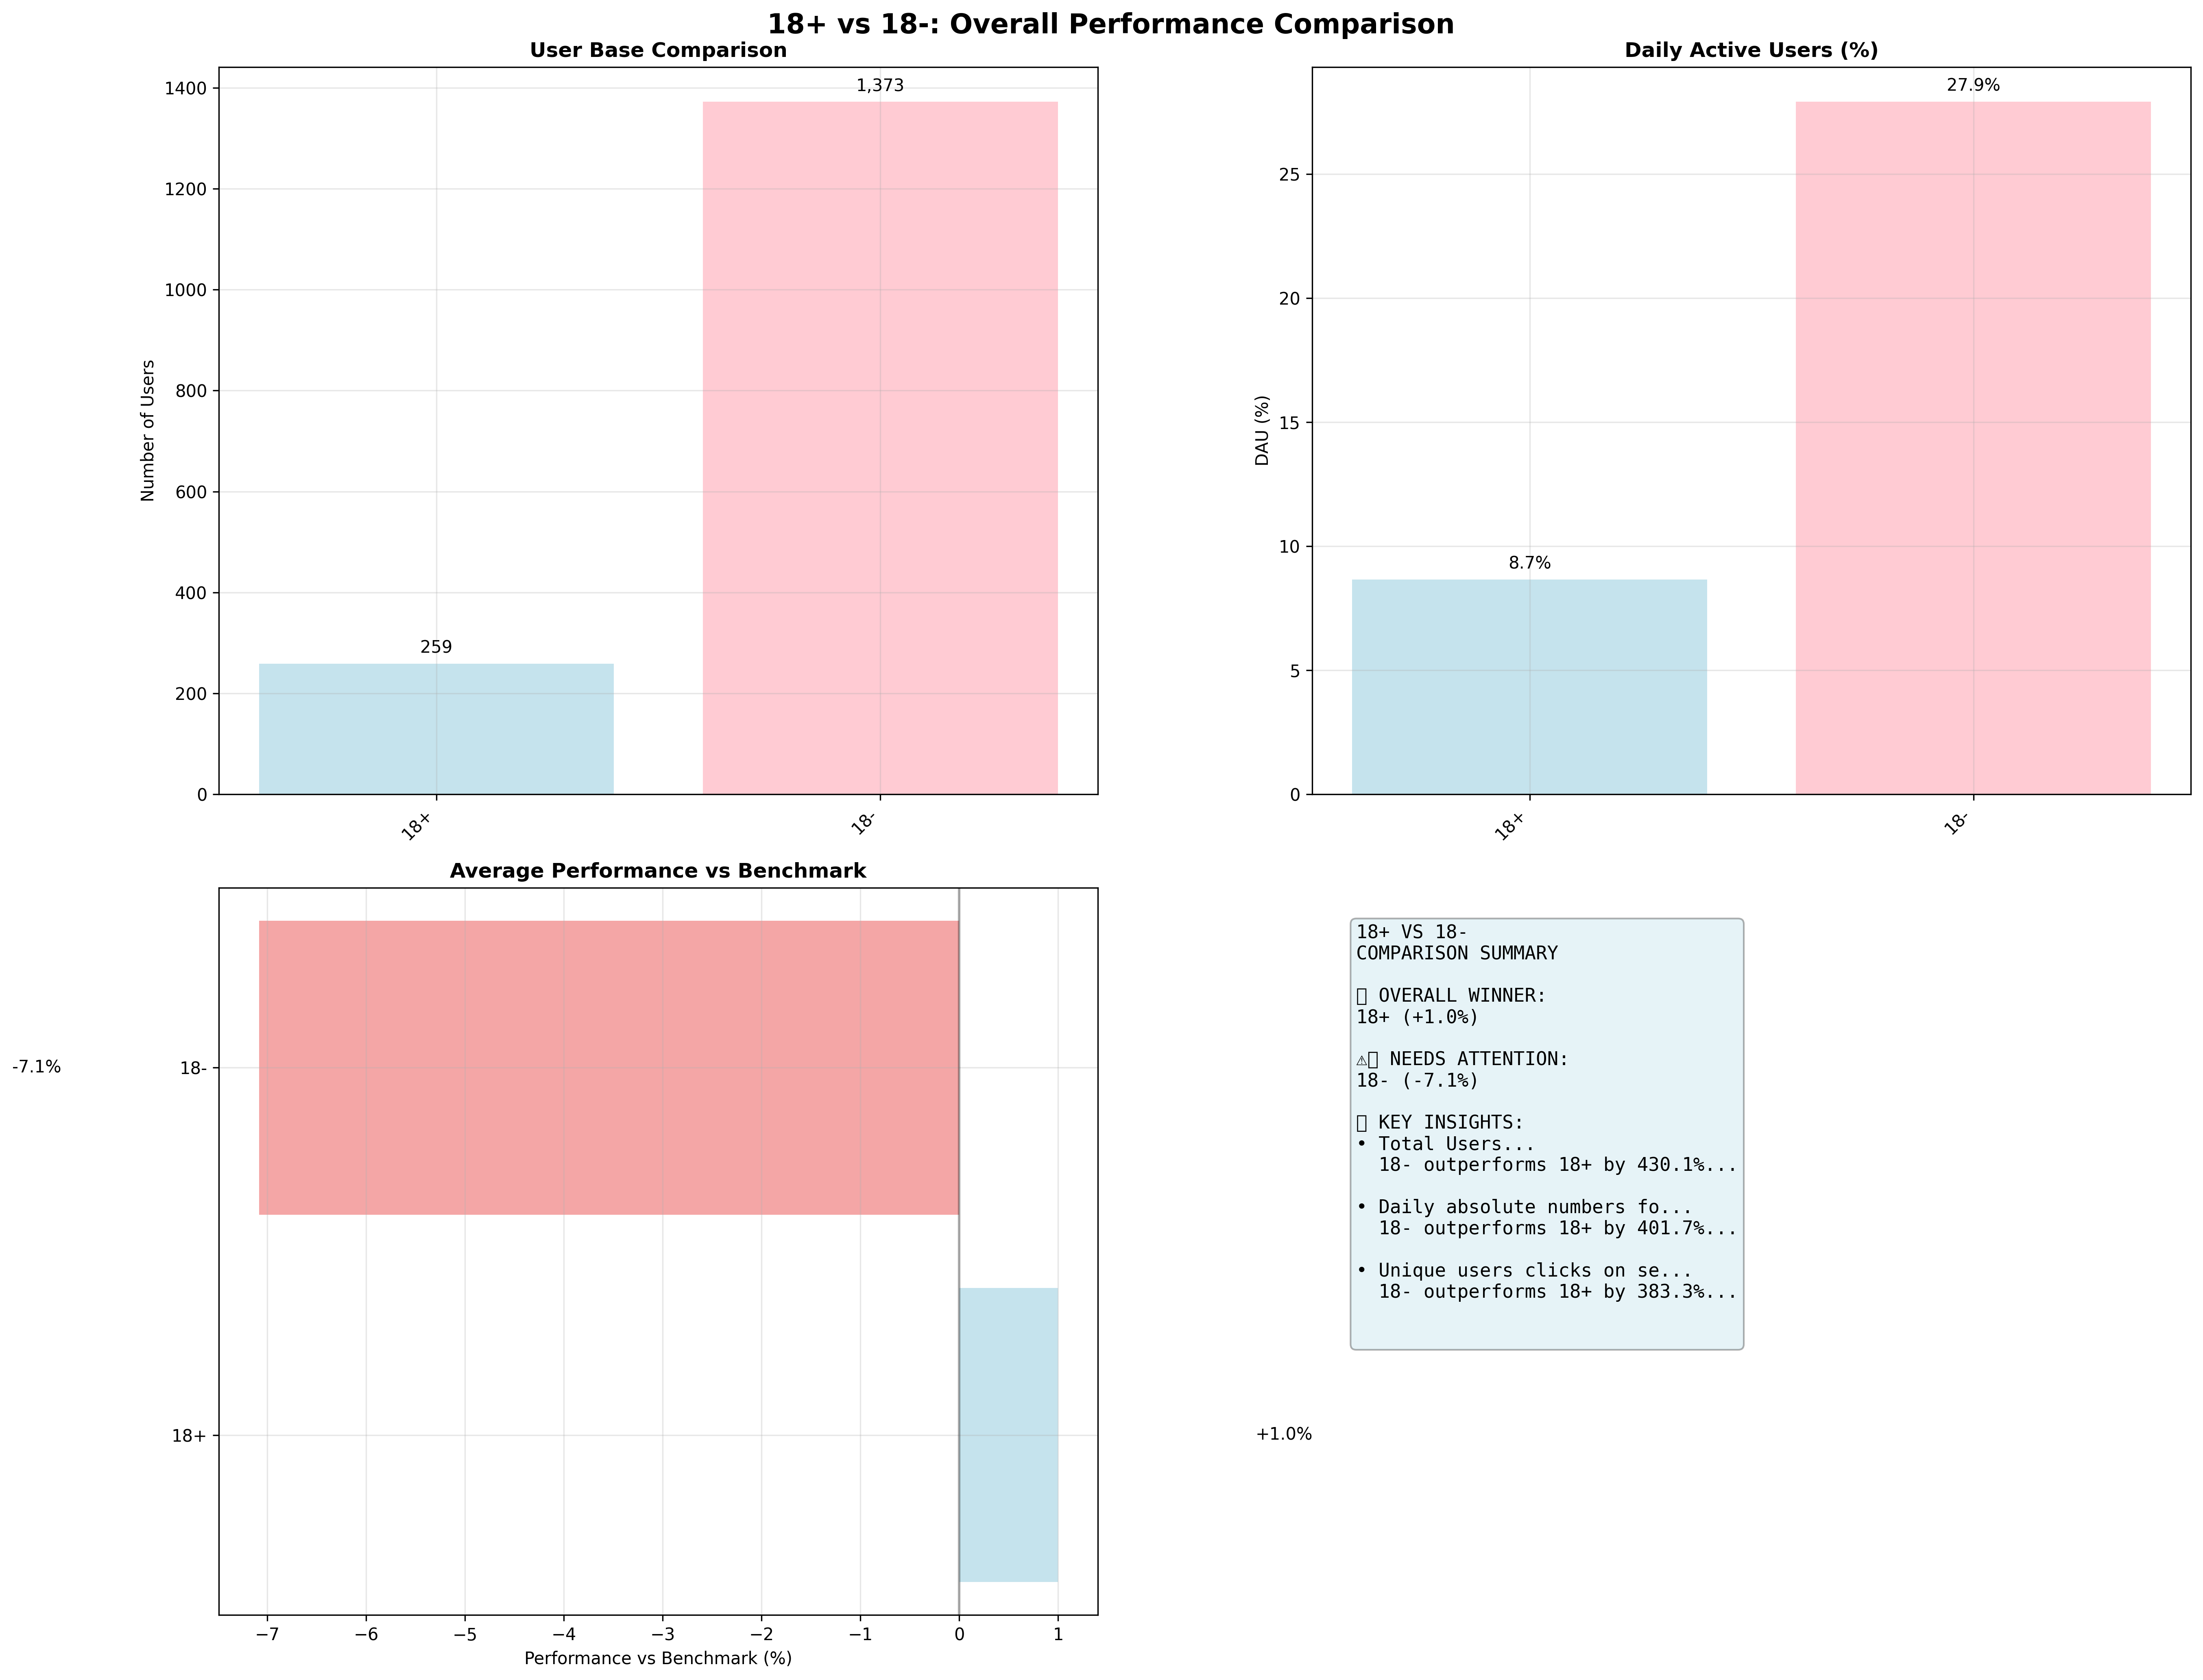 18+ vs 18-: Overall Performance Comparison
User Base Comparison
1400
1200
1000
800
600
400
200
0
Number of Users
259
1,373
18+
18-
Daily Active Users (%)
25
20
15
10
5
0
DAU (%)
8.7%
27.9%
18+
18-
Average Performance vs Benchmark
-7.1%
18-
18+
+1.0%
−7 −6 −5 −4 −3 −2 −1 0 1
Performance vs Benchmark (%)
18+ VS 18-
COMPARISON SUMMARY
OVERALL WINNER:
18+ (+1.0%)
⚠ NEEDS ATTENTION:
18- (-7.1%)
KEY INSIGHTS:
• Total Users...
18- outperforms 18+ by 430.1%...
• Daily absolute numbers fo...
18- outperforms 18+ by 401.7%...
• Unique users clicks on se...
18- outperforms 18+ by 383.3%...